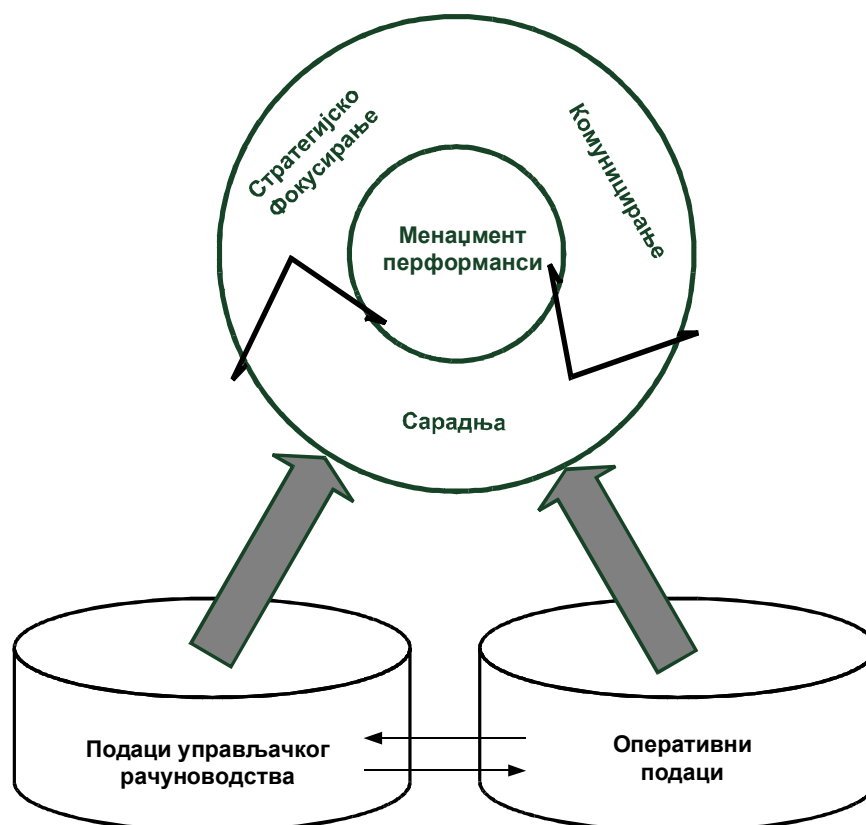 Стратегијско
Фокусирање
Комуницирање
Менаџмент
перформанси
Сарадња
Подаци управљачког
рачуноводства
Оперативни
подаци